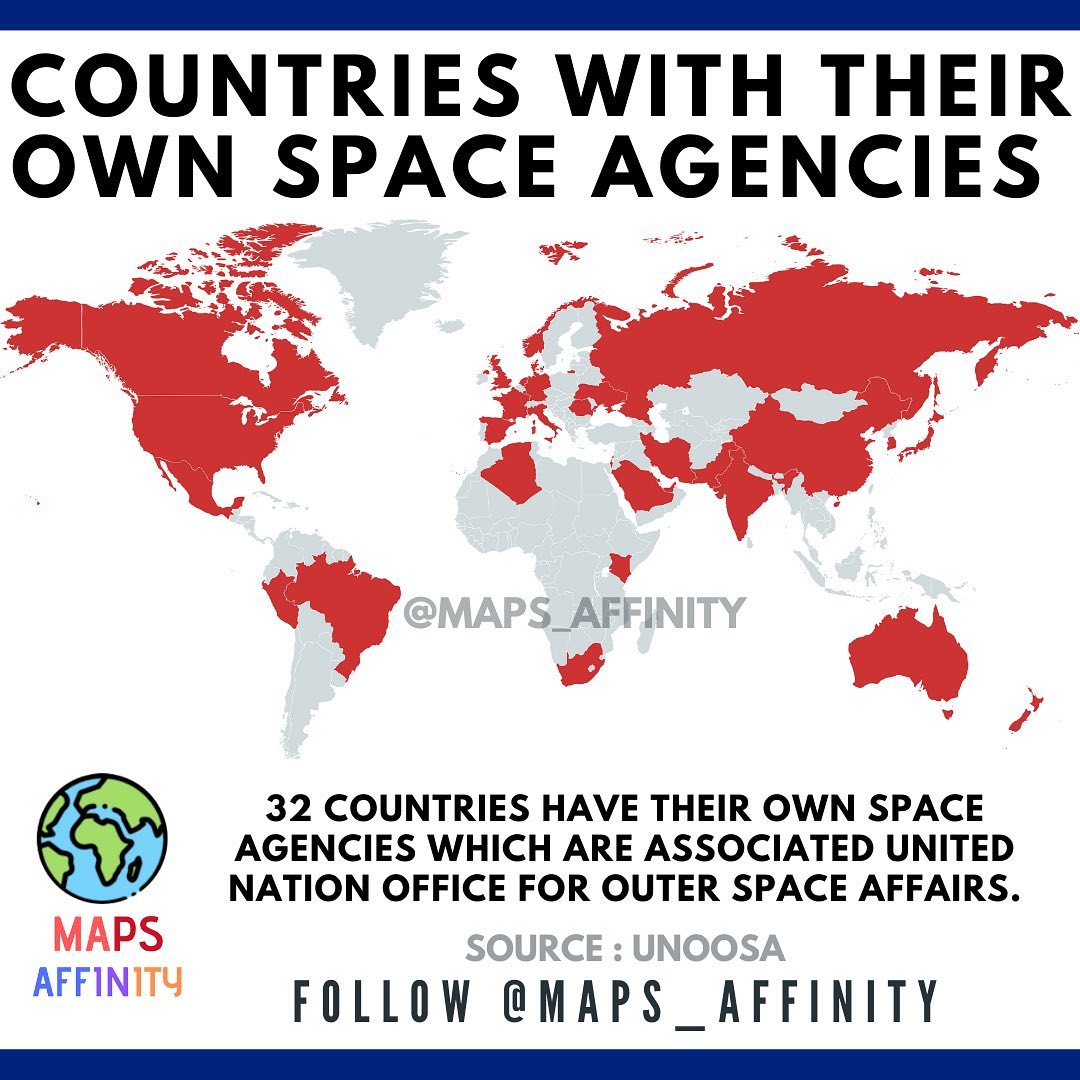 COUNTRIES WITH THEIR
OWN SPACE AGENCIES
@MAPS_AFFINITY
32 COUNTRIES HAVE THEIR OWN SPACE
AGENCIES WHICH ARE ASSOCIATED UNITED
NATION OFFICE FOR OUTER SPACE AFFAIRS.
MAPS
AFFINITY
SOURCE : UNOOSA
FOLLOW @MAPS_AFFINITY